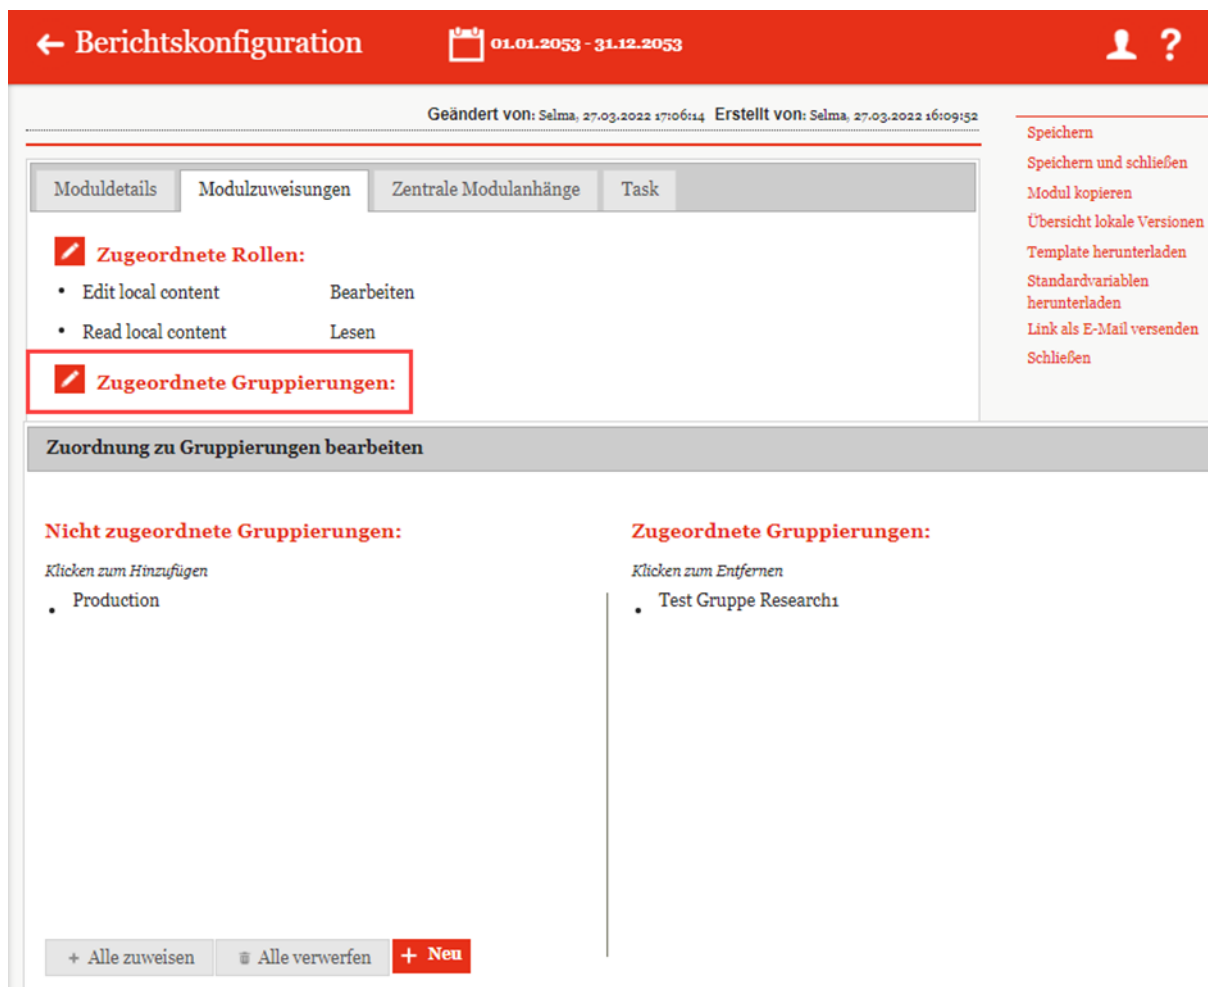 Berichtskonfiguration 01.01.2053 - 31.12.2053 ?
Geändert von: Selma, 27.03.2022 17:06:14 Erstellt von: Selma, 27.03.2022 16:09:52
Moduldetails Modulzuweisungen Zentrale Modulanhänge Task
Zugeordnete Rollen:
• Edit local content Bearbeiten
• Read local content Lesen
Zugeordnete Gruppierungen:
Speichern
Speichern und schließen
Modul kopieren
Übersicht lokale Versionen
Template herunterladen
Standardvariablen
herunterladen
Link als E-Mail versenden
Schließen
Zuordnung zu Gruppierungen bearbeiten
Nicht zugeordnete Gruppierungen:
Klicken zum Hinzufügen
• Production
Zugeordnete Gruppierungen:
Klicken zum Entfernen
• Test Gruppe Research1
+ Alle zuweisen Alle verwerfen + Neu